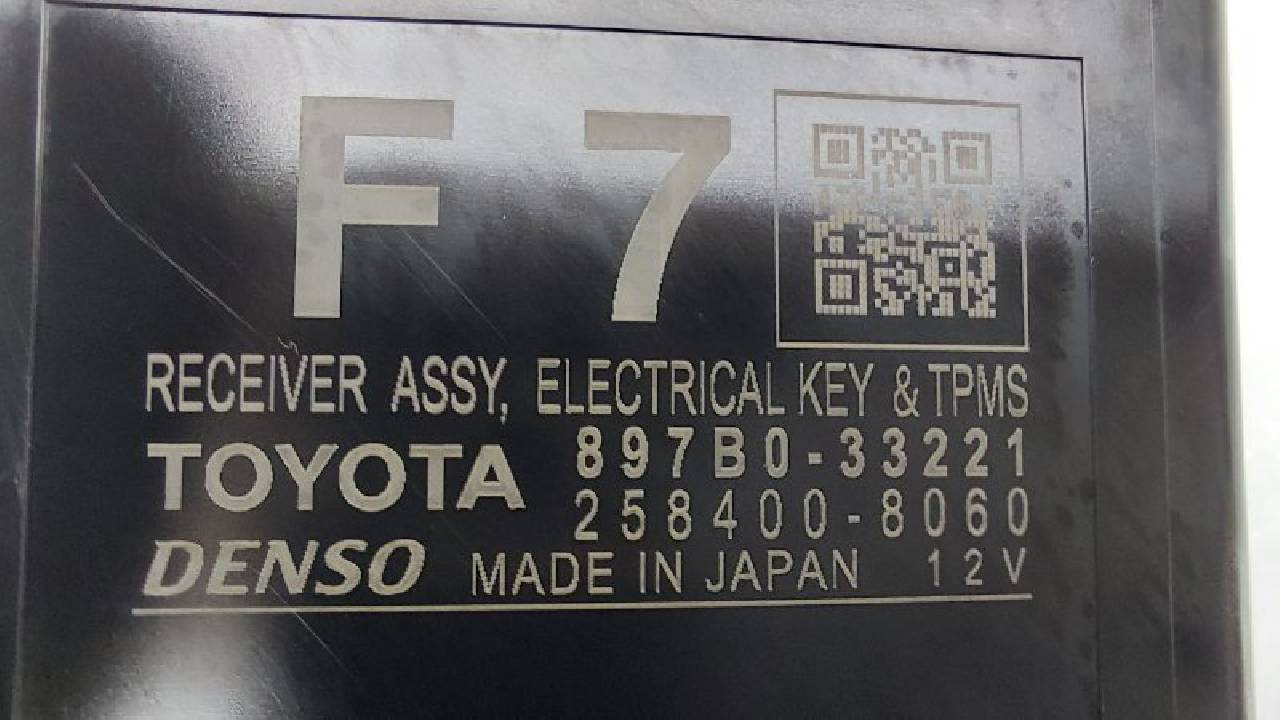 F 7
RECEIVER ASSY, ELECTRICAL KEY & TPMS
TOYOTA 897B0-33221
258400-8060
DENSO MADE IN JAPAN 12V